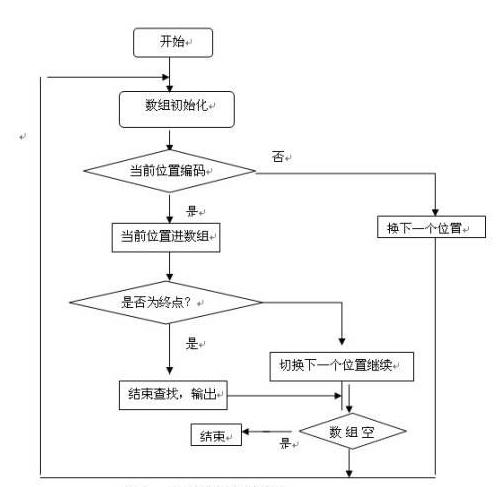 开始
数组初始化
当前位置编码
否
是
当前位置进数组
换下一个位置
是否为终点?
是
切换下一个位置继续
结束查找，输出
数组空
结束
是